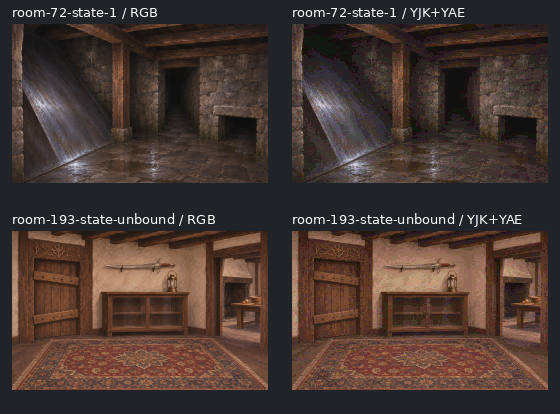 room-72-state-1 / RGB
room-72-state-1 / YJK+YAE
room-193-state-unbound / RGB
room-193-state-unbound / YJK+YAE